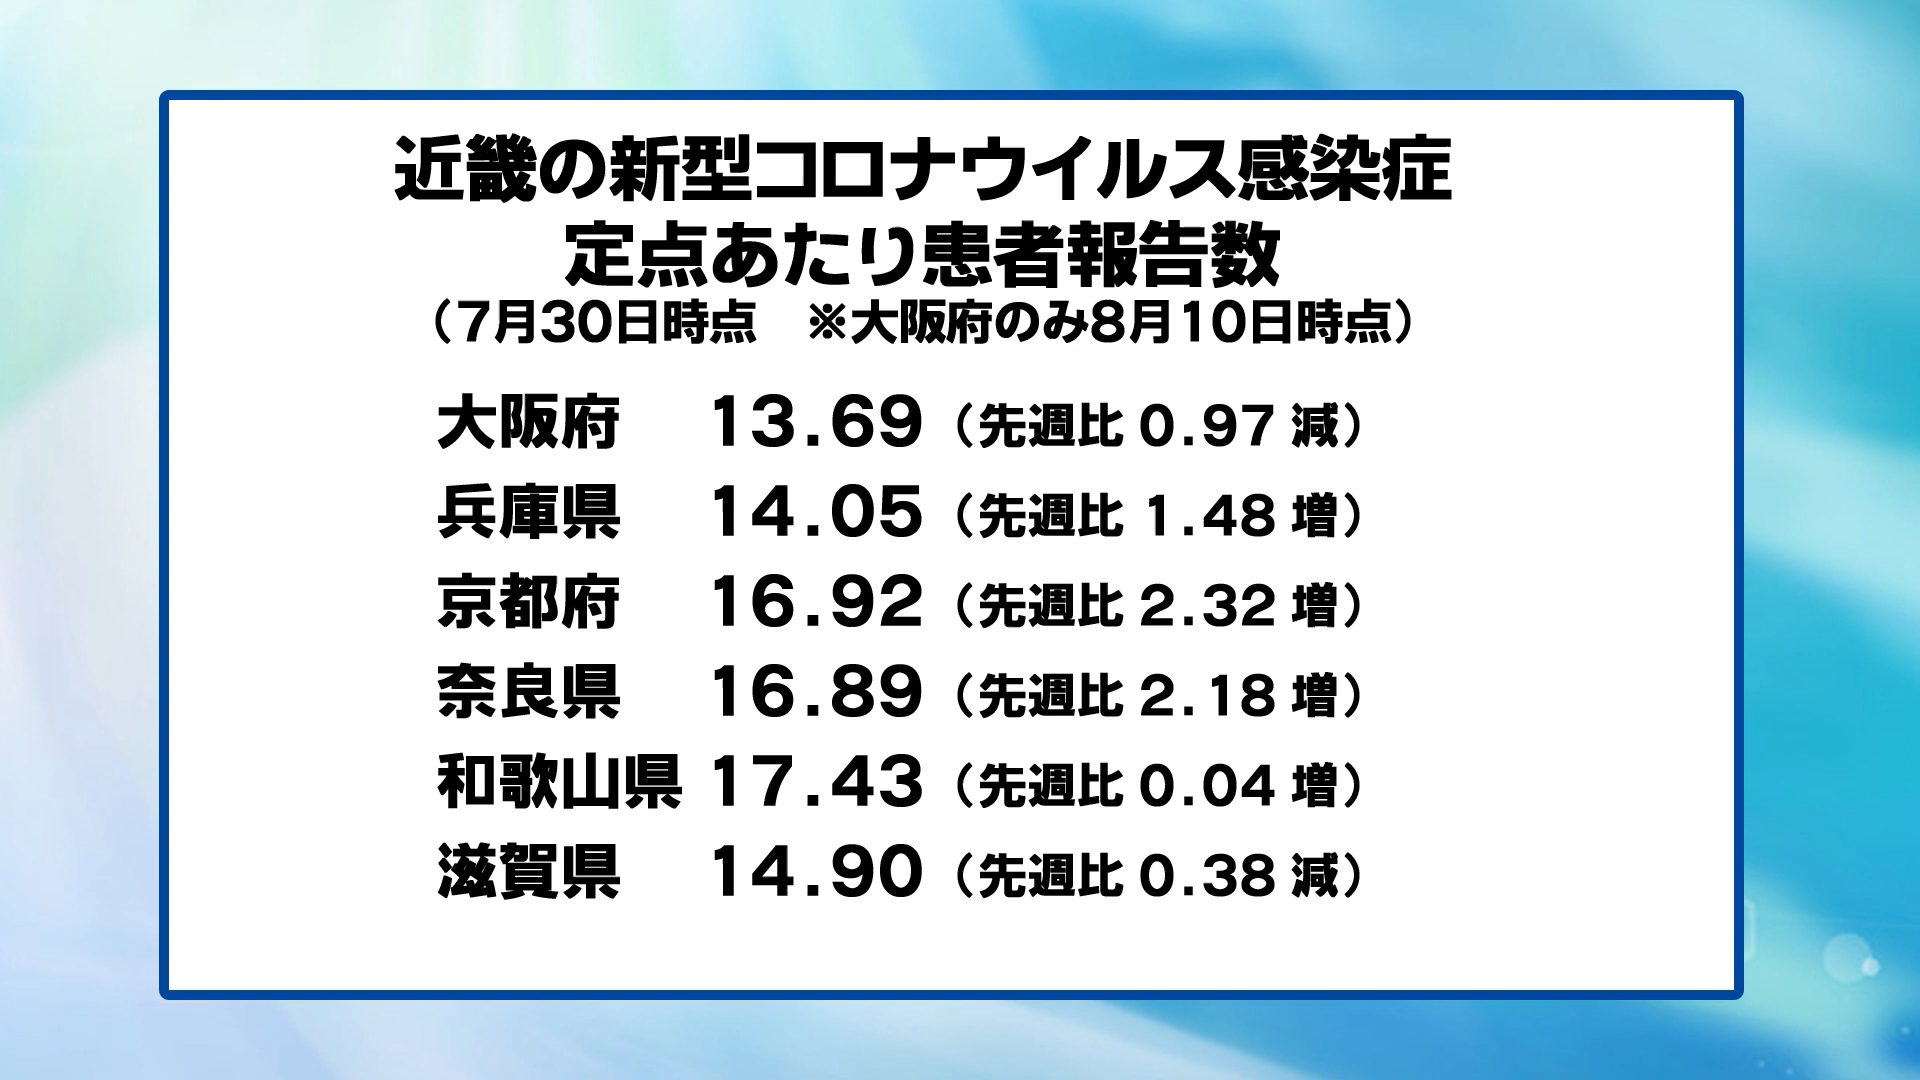 近畿の新型コロナウイルス感染症
定点あたり患者報告数
（7月30日時点　※大阪府のみ8月10日時点）
大阪府　13.69（先週比 0.97 減）
兵庫県　14.05（先週比 1.48 増）
京都府　16.92（先週比 2.32 増）
奈良県　16.89（先週比 2.18 増）
和歌山県 17.43（先週比 0.04 増）
滋賀県　14.90（先週比 0.38 減）